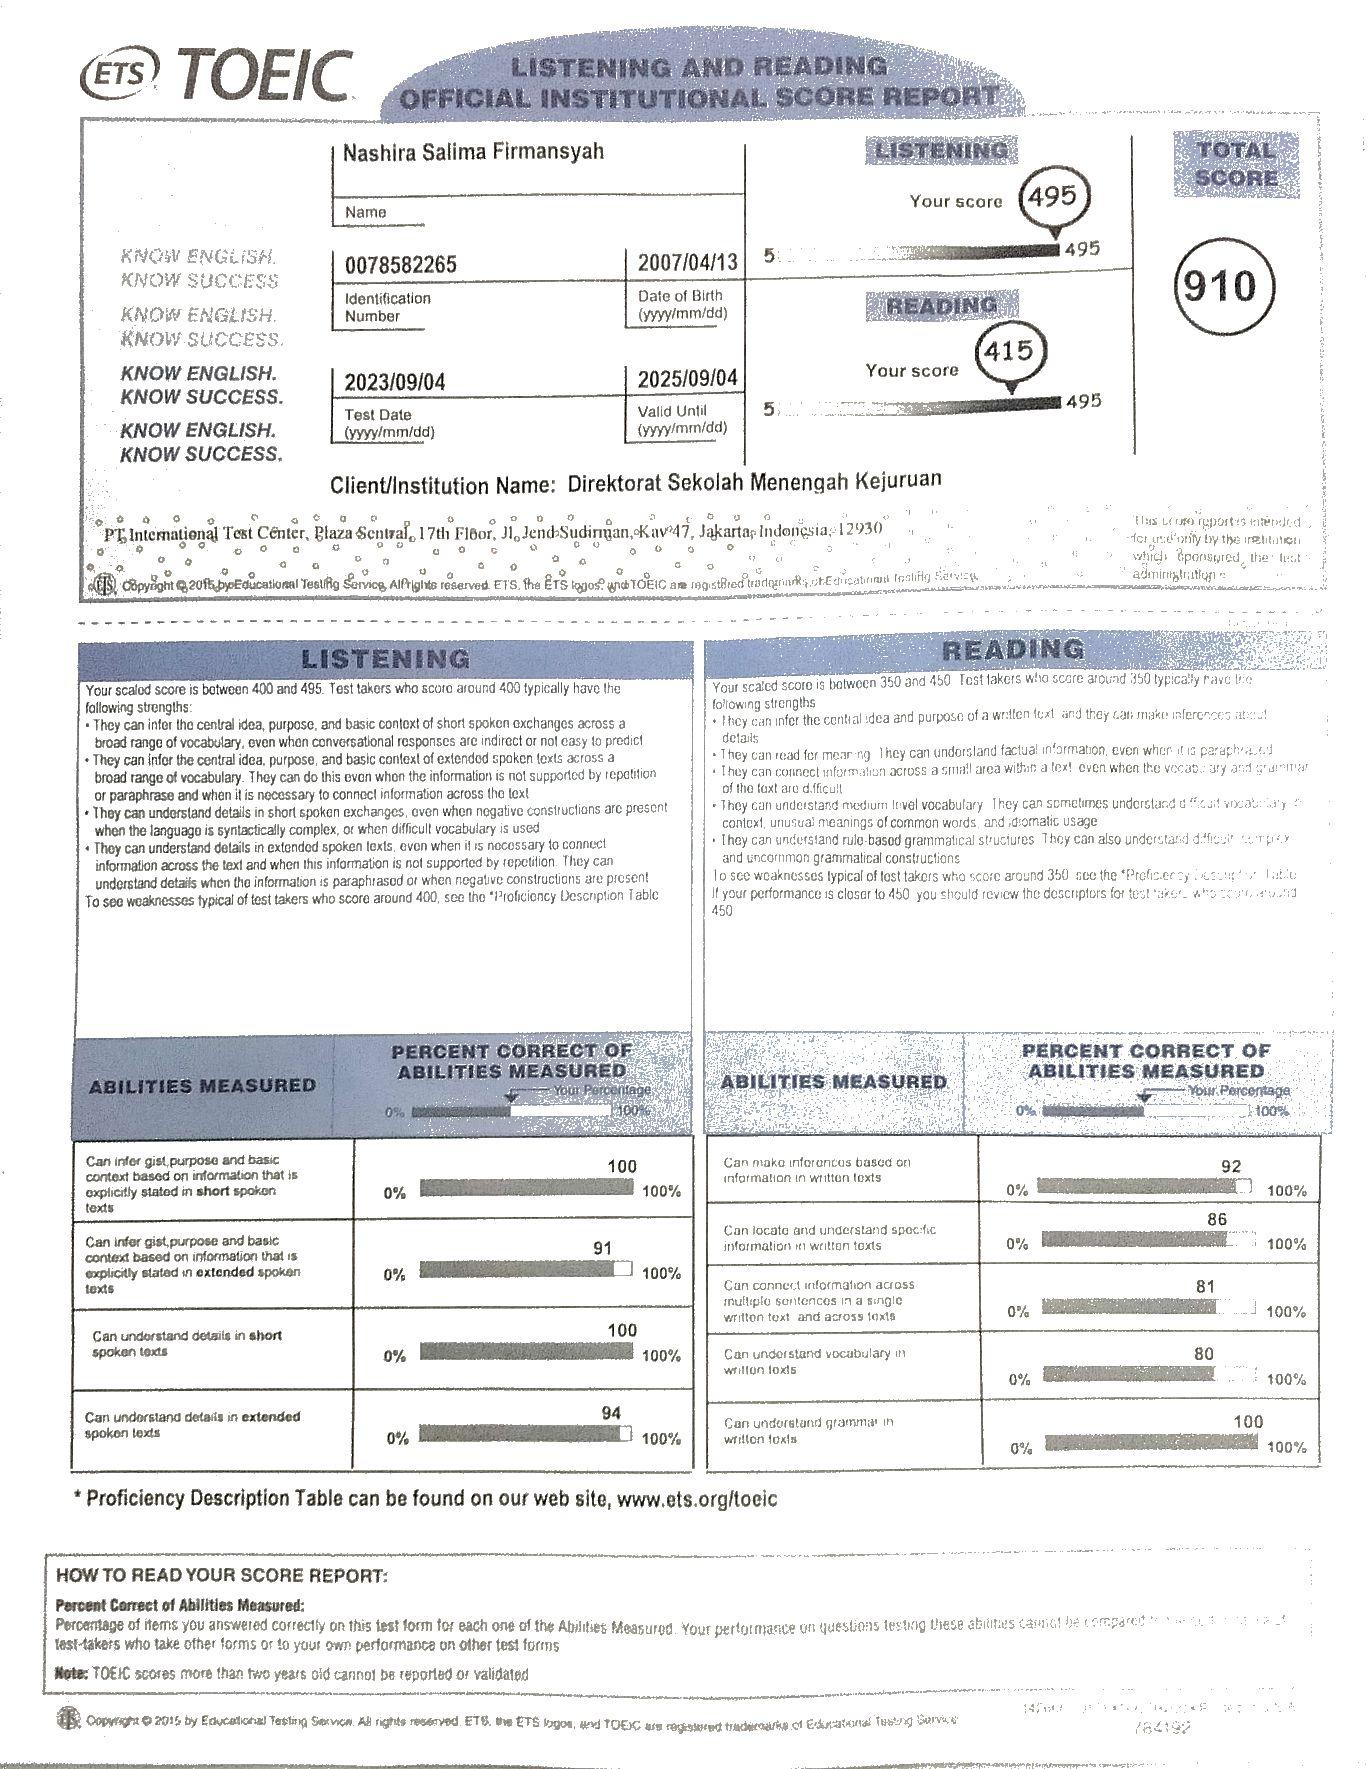 ETS TOEIC
LISTENING AND READING
OFFICIAL INSTITUTIONAL SCORE REPORT
Nashira Salima Firmansyah
Name
KNOW ENGLISH.
KNOW SUCCESS
KNOW ENGLISH.
KNOW SUCCESS.
KNOW ENGLISH.
KNOW SUCCESS.
KNOW ENGLISH.
KNOW SUCCESS.
0078582265
Identification
Number
2007/04/13
Date of Birth
(yyyy/mm/dd)
2023/09/04
Test Date
(yyyy/mm/dd)
2025/09/04
Valid Until
(yyyy/mm/dd)
LISTENING
Your score 495
5 495
READING
Your score 415
5 495
TOTAL
SCORE
910
Client/Institution Name: Direktorat Sekolah Menengah Kejuruan
PT. International Test Center, Plaza Sentral, 17th Floor, Jl. Jend Sudirman, Kav 47, Jakarta, Indonesia, 12930
This score report is intended
for use only by the institution
which sponsored the test
administration
Copyright © 2015 by Educational Testing Service. All rights reserved. ETS, the ETS logos, and TOEIC are registered trademarks of Educational Testing Service.
LISTENING
Your scaled score is between 400 and 495. Test takers who score around 400 typically have the
following strengths:
• They can infer the central idea, purpose, and basic context of short spoken exchanges across a
broad range of vocabulary, even when conversational responses are indirect or not easy to predict
• They can infer the central idea, purpose, and basic context of extended spoken texts across a
broad range of vocabulary. They can do this even when the information is not supported by repetition
or paraphrase and when it is necessary to connect information across the text
• They can understand details in short spoken exchanges, even when negative constructions are present
when the language is syntactically complex, or when difficult vocabulary is used
• They can understand details in extended spoken texts, even when it is necessary to connect
information across the text and when this information is not supported by repetition. They can
understand details when the information is paraphrased or when negative constructions are present
To see weaknesses typical of test takers who score around 400, see the *Proficiency Description Table
READING
Your scaled score is between 350 and 450 Test takers who score around 350 typically have the
following strengths
• They can infer the central idea and purpose of a written text and they can make inferences about
details
• They can read for meaning They can understand factual information, even when it is paraphrased
• They can connect information across a small area within a text even when the vocabulary and grammar
of the text are difficult
• They can understand medium level vocabulary They can sometimes understand difficult vocabulary in
context, unusual meanings of common words, and idiomatic usage
• They can understand rule-based grammatical structures They can also understand difficult complex
and uncommon grammatical constructions
To see weaknesses typical of test takers who score around 350 see the *Proficiency Description Table
If your performance is closer to 450 you should review the descriptors for test takers who score around
450
ABILITIES MEASURED
PERCENT CORRECT OF
ABILITIES MEASURED
Your Percentage
0% 100%
Can infer gist,purpose and basic
context based on information that is
explicitly stated in short spoken
texts
100
0% 100%
Can infer gist,purpose and basic
context based on information that is
explicitly stated in extended spoken
texts
91
0% 100%
Can understand details in short
spoken texts
100
0% 100%
Can understand details in extended
spoken texts
94
0% 100%
ABILITIES MEASURED
PERCENT CORRECT OF
ABILITIES MEASURED
Your Percentage
0% 100%
Can make inferences based on
information in written texts
92
0% 100%
Can locate and understand specific
information in written texts
86
0% 100%
Can connect information across
multiple sentences in a single
written text and across texts
81
0% 100%
Can understand vocabulary in
written texts
80
0% 100%
Can understand grammar in
written texts
100
0% 100%
* Proficiency Description Table can be found on our web site, www.ets.org/toeic
HOW TO READ YOUR SCORE REPORT:
Percent Correct of Abilities Measured:
Percentage of items you answered correctly on this test form for each one of the Abilities Measured. Your performance on questions testing these abilities cannot be compared
test-takers who take other forms or to your own performance on other test forms
Note: TOEIC scores more than two years old cannot be reported or validated
Copyright © 2015 by Educational Testing Service. All rights reserved. ETS, the ETS logos, and TOEIC are registered trademarks of Educational Testing Service
784192